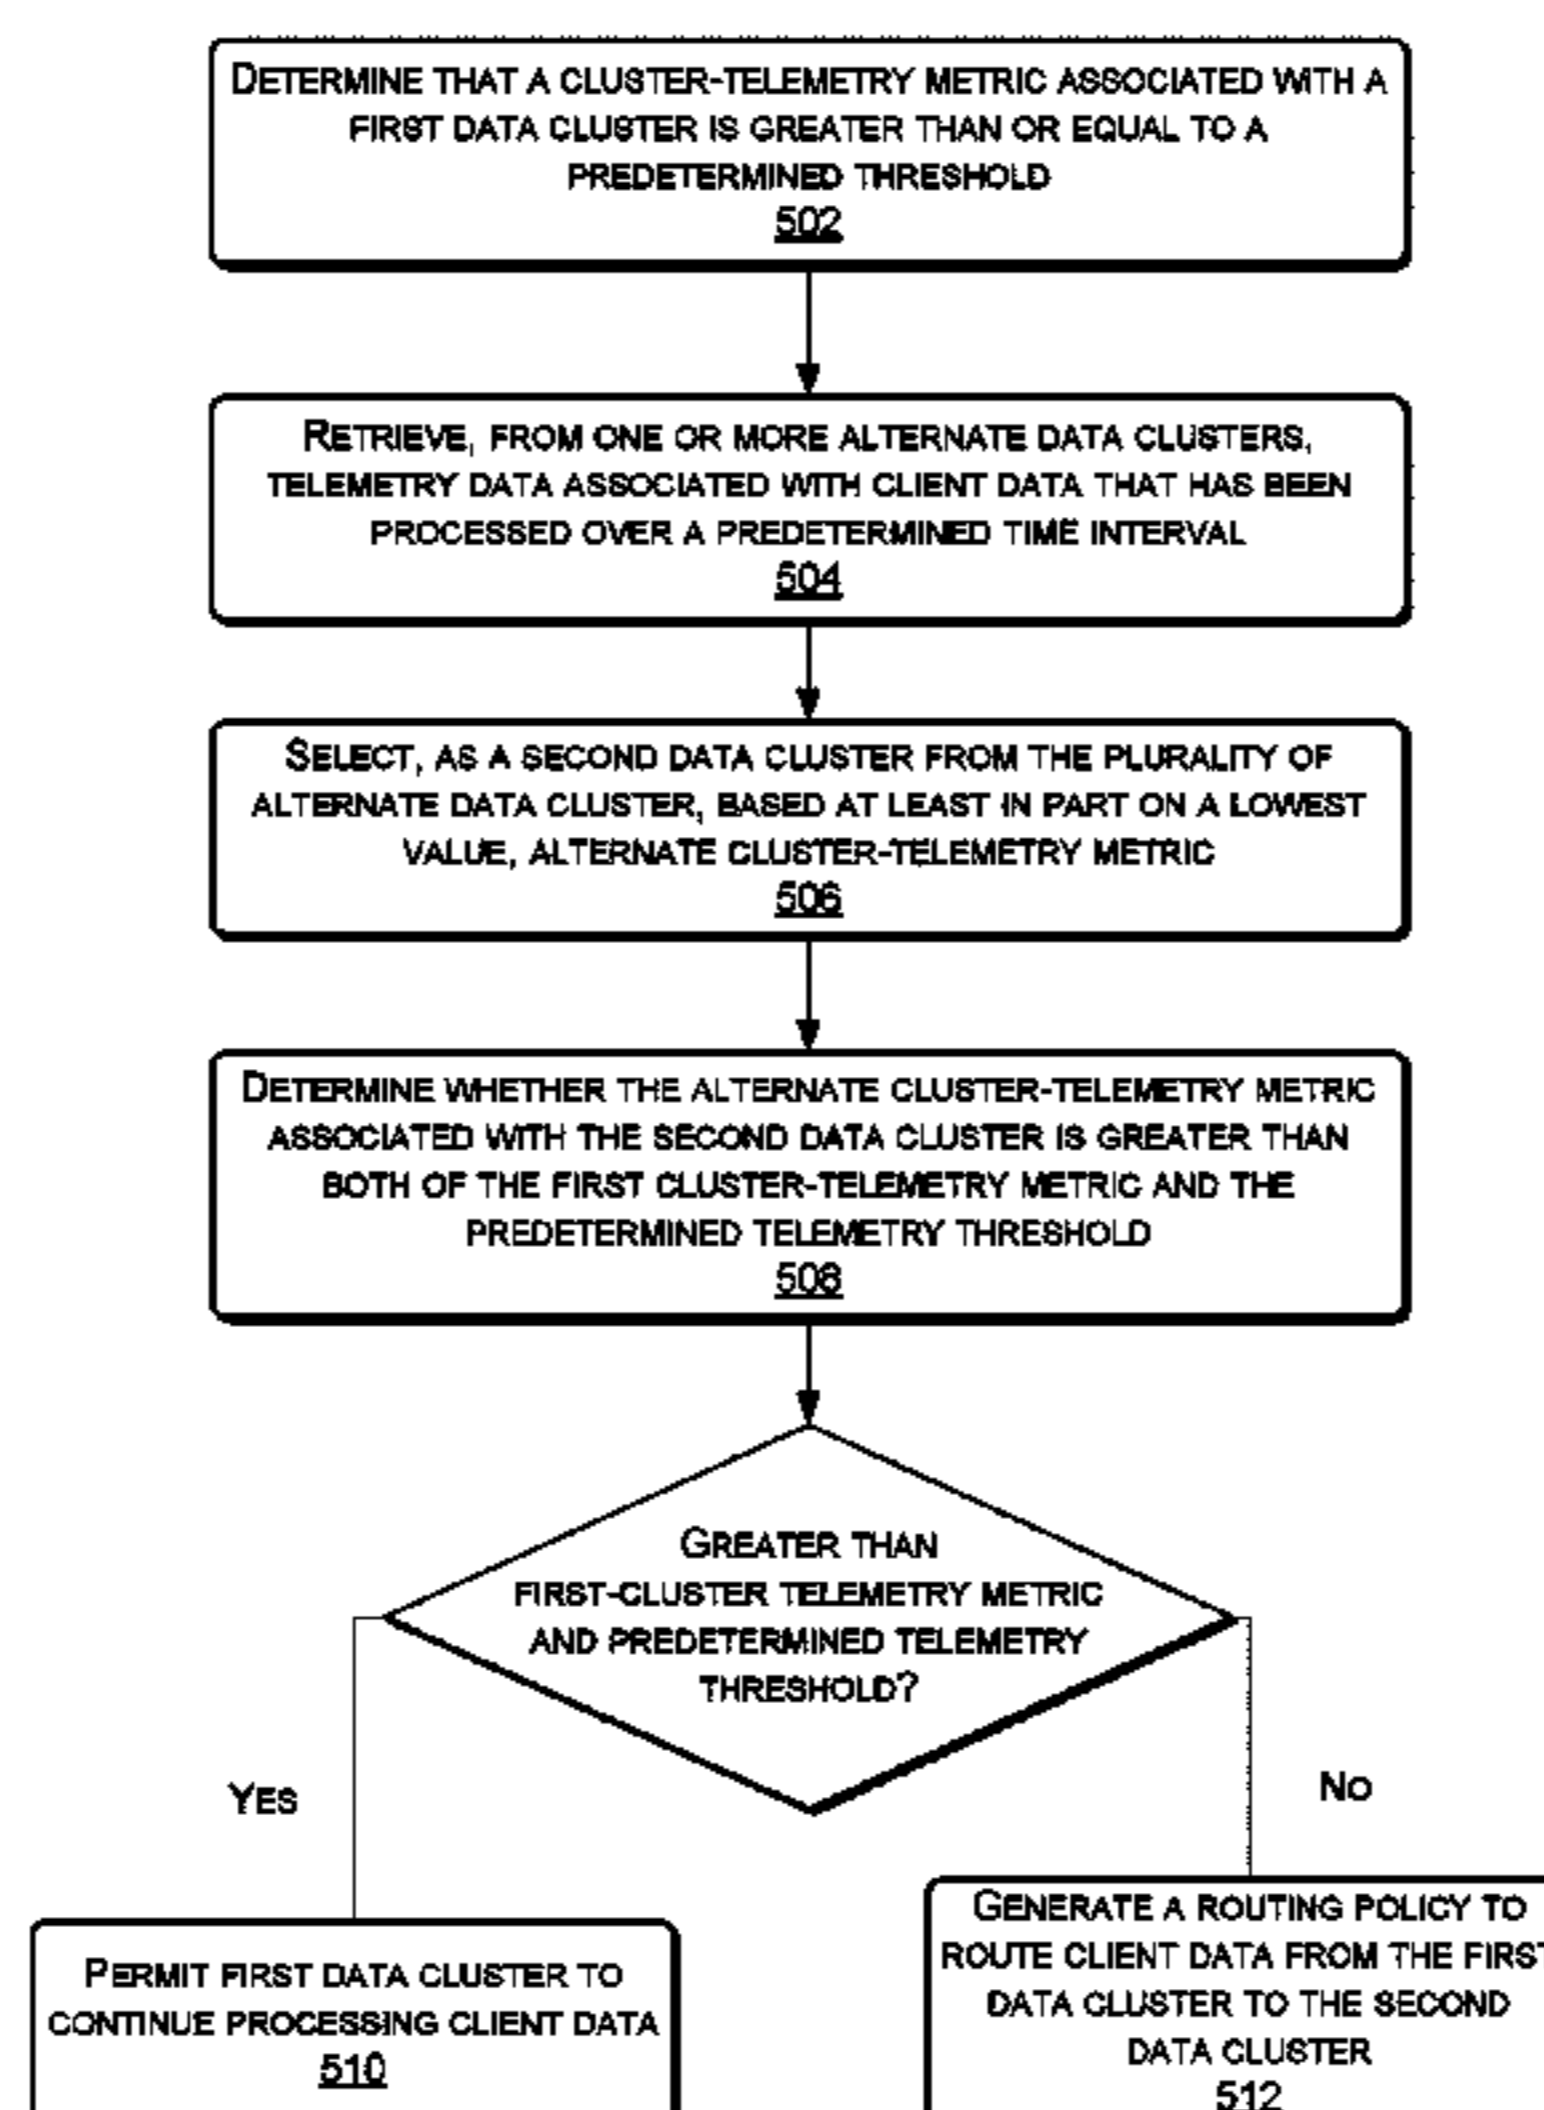 DETERMINE THAT A CLUSTER-TELEMETRY METRIC ASSOCIATED WITH A
FIRST DATA CLUSTER IS GREATER THAN OR EQUAL TO A
PREDETERMINED THRESHOLD
502
RETRIEVE, FROM ONE OR MORE ALTERNATE DATA CLUSTERS,
TELEMETRY DATA ASSOCIATED WITH CLIENT DATA THAT HAS BEEN
PROCESSED OVER A PREDETERMINED TIME INTERVAL
504
SELECT, AS A SECOND DATA CLUSTER FROM THE PLURALITY OF
ALTERNATE DATA CLUSTER, BASED AT LEAST IN PART ON A LOWEST
VALUE, ALTERNATE CLUSTER-TELEMETRY METRIC
506
DETERMINE WHETHER THE ALTERNATE CLUSTER-TELEMETRY METRIC
ASSOCIATED WITH THE SECOND DATA CLUSTER IS GREATER THAN
BOTH OF THE FIRST CLUSTER-TELEMETRY METRIC AND THE
PREDETERMINED TELEMETRY THRESHOLD
508
GREATER THAN
FIRST-CLUSTER TELEMETRY METRIC
AND PREDETERMINED TELEMETRY
THRESHOLD?
YES
NO
PERMIT FIRST DATA CLUSTER TO
CONTINUE PROCESSING CLIENT DATA
510
GENERATE A ROUTING POLICY TO
ROUTE CLIENT DATA FROM THE FIRST
DATA CLUSTER TO THE SECOND
DATA CLUSTER
512